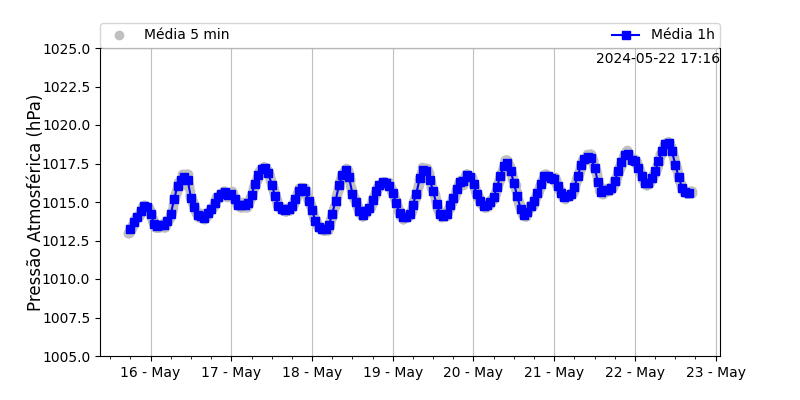 Média 5 min
Média 1h
2024-05-22 17:16
Pressão Atmosférica (hPa)
1025.0
1022.5
1020.0
1017.5
1015.0
1012.5
1010.0
1007.5
1005.0
16 - May
17 - May
18 - May
19 - May
20 - May
21 - May
22 - May
23 - May